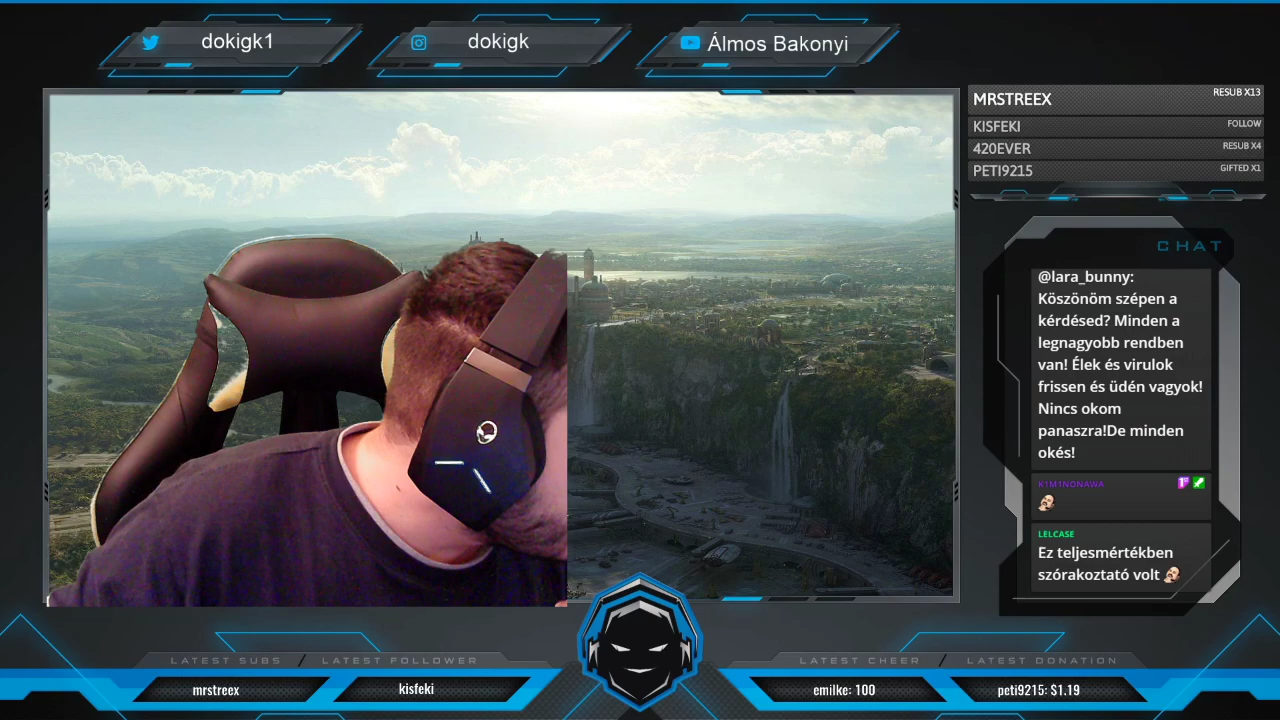 dokigk1
dokigk
Álmos Bakonyi
MRSTREEX RESUB X13
KISFEKI FOLLOW
420EVER RESUB X4
PETI9215 GIFTED X1
CHAT
@lara_bunny:
Köszönöm szépen a
kérdésed? Minden a
legnagyobb rendben
van! Élek és virulok
frissen és üdén vagyok!
Nincs okom
panaszra!De minden
okés!
K1M1NONAWA
LELCASE
Ez teljesmértékben
szórakoztató volt
LATEST SUBS / LATEST FOLLOWER
LATEST CHEER / LATEST DONATION
mrstreex
kisfeki
emilke: 100
peti9215: $1.19